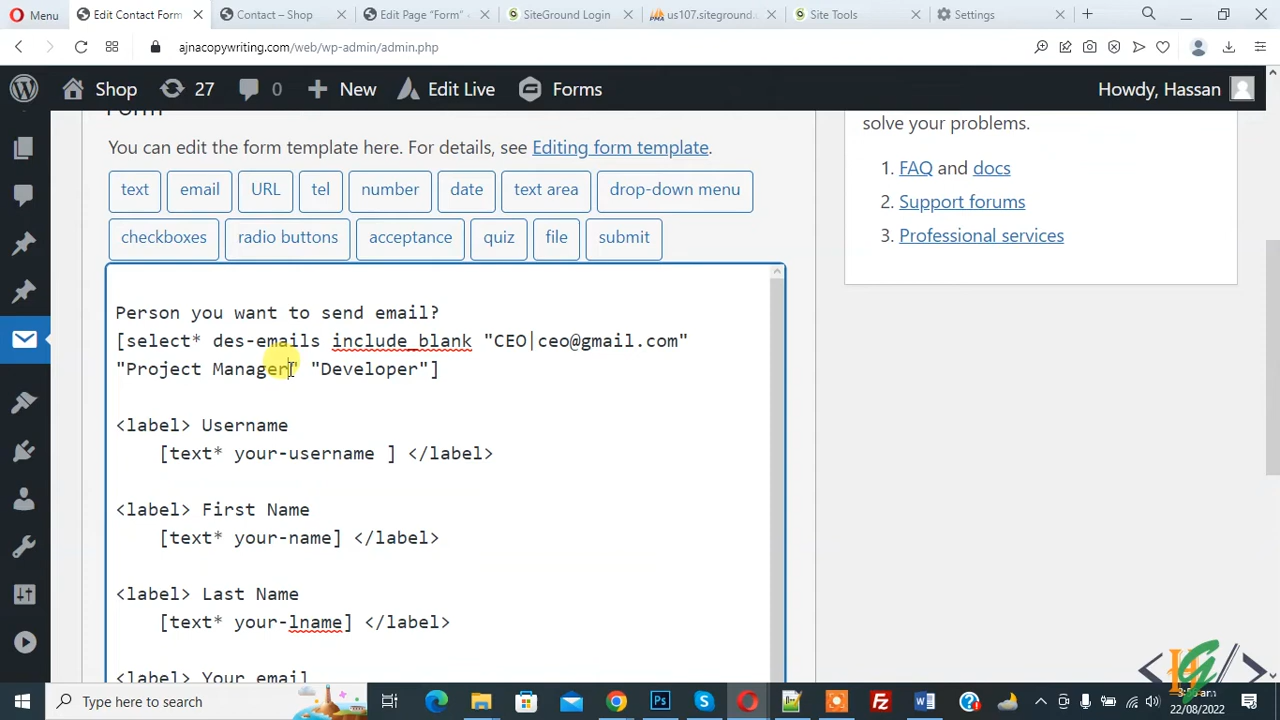 Menu
Edit Contact Form
Contact – Shop
Edit Page “Form”
SiteGround Login
us107.siteground.
Site Tools
Settings
ajnacopywriting.com/web/wp-admin/admin.php
Shop
27
0
New
Edit Live
Forms
Howdy, Hassan
Form
You can edit the form template here. For details, see Editing form template.
text
email
URL
tel
number
date
text area
drop-down menu
checkboxes
radio buttons
acceptance
quiz
file
submit
Person you want to send email?
[select* des-emails include_blank "CEO|ceo@gmail.com"
"Project Manager" "Developer"]
<label> Username
[text* your-username ] </label>
<label> First Name
[text* your-name] </label>
<label> Last Name
[text* your-lname] </label>
<label> Your email
solve your problems.
1. FAQ and docs
2. Support forums
3. Professional services
Type here to search
22/08/2022